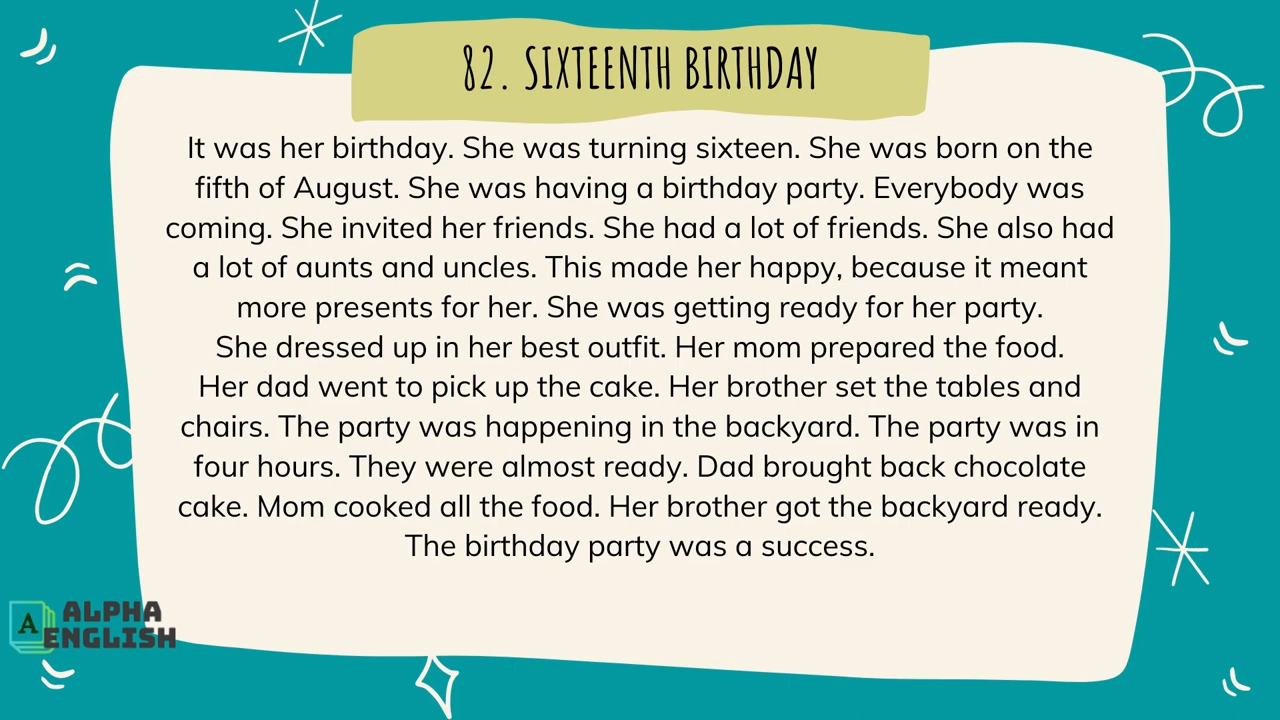 82. SIXTEENTH BIRTHDAY
It was her birthday. She was turning sixteen. She was born on the
fifth of August. She was having a birthday party. Everybody was
coming. She invited her friends. She had a lot of friends. She also had
a lot of aunts and uncles. This made her happy, because it meant
more presents for her. She was getting ready for her party.
She dressed up in her best outfit. Her mom prepared the food.
Her dad went to pick up the cake. Her brother set the tables and
chairs. The party was happening in the backyard. The party was in
four hours. They were almost ready. Dad brought back chocolate
cake. Mom cooked all the food. Her brother got the backyard ready.
The birthday party was a success.
A ALPHA
ENGLISH